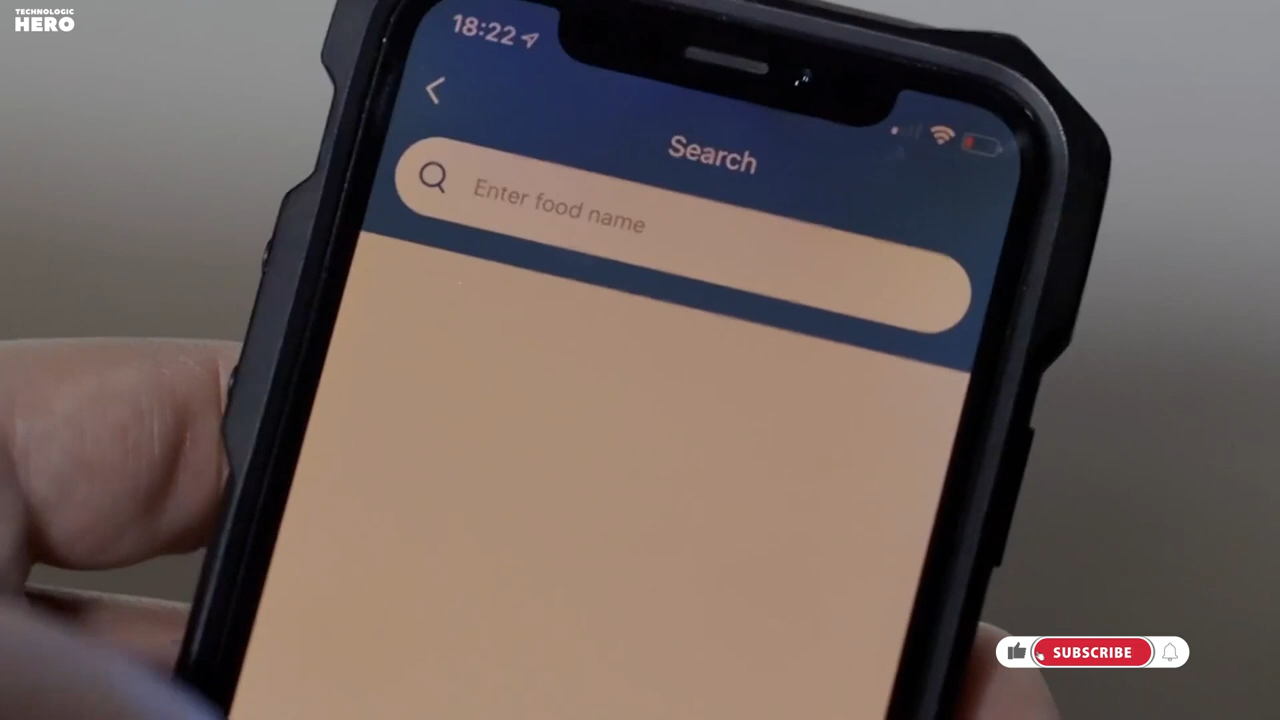 TECHNOLOGIC
HERO
18:22
Search
Enter food name
SUBSCRIBE